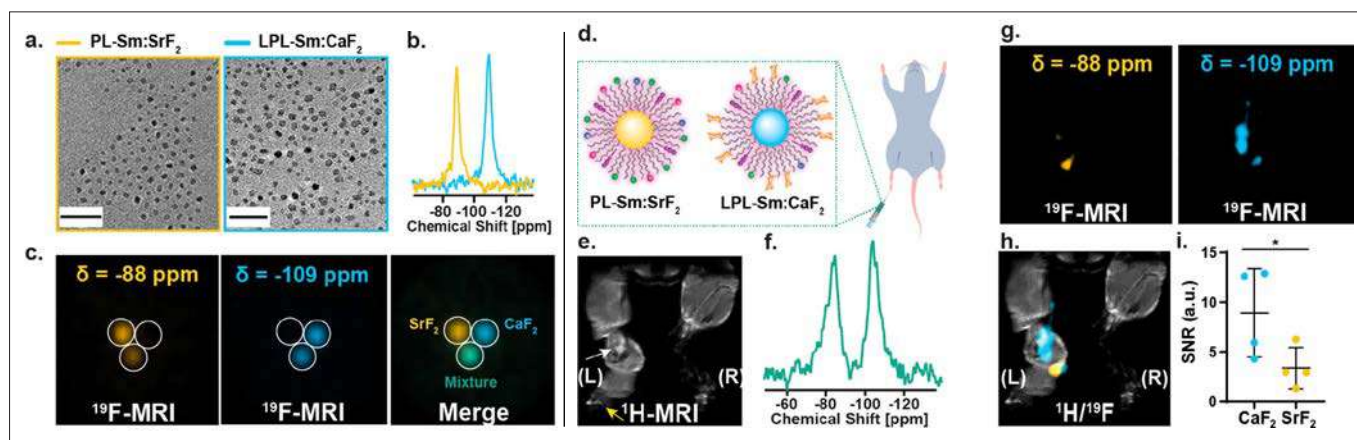 a.
PL-Sm:SrF₂
LPL-Sm:CaF₂
b.
-80 -100 -120
Chemical Shift [ppm]
c.
δ = -88 ppm
δ = -109 ppm
SrF₂
CaF₂
Mixture
¹⁹F-MRI
¹⁹F-MRI
Merge
d.
PL-Sm:SrF₂
LPL-Sm:CaF₂
e.
(L)
(R)
¹H-MRI
f.
-60 -80 -100 -120
Chemical Shift [ppm]
g.
δ = -88 ppm
δ = -109 ppm
¹⁹F-MRI
¹⁹F-MRI
h.
(L)
(R)
¹H/¹⁹F
i.
*
SNR (a.u.)
15
10
5
0
CaF₂ SrF₂